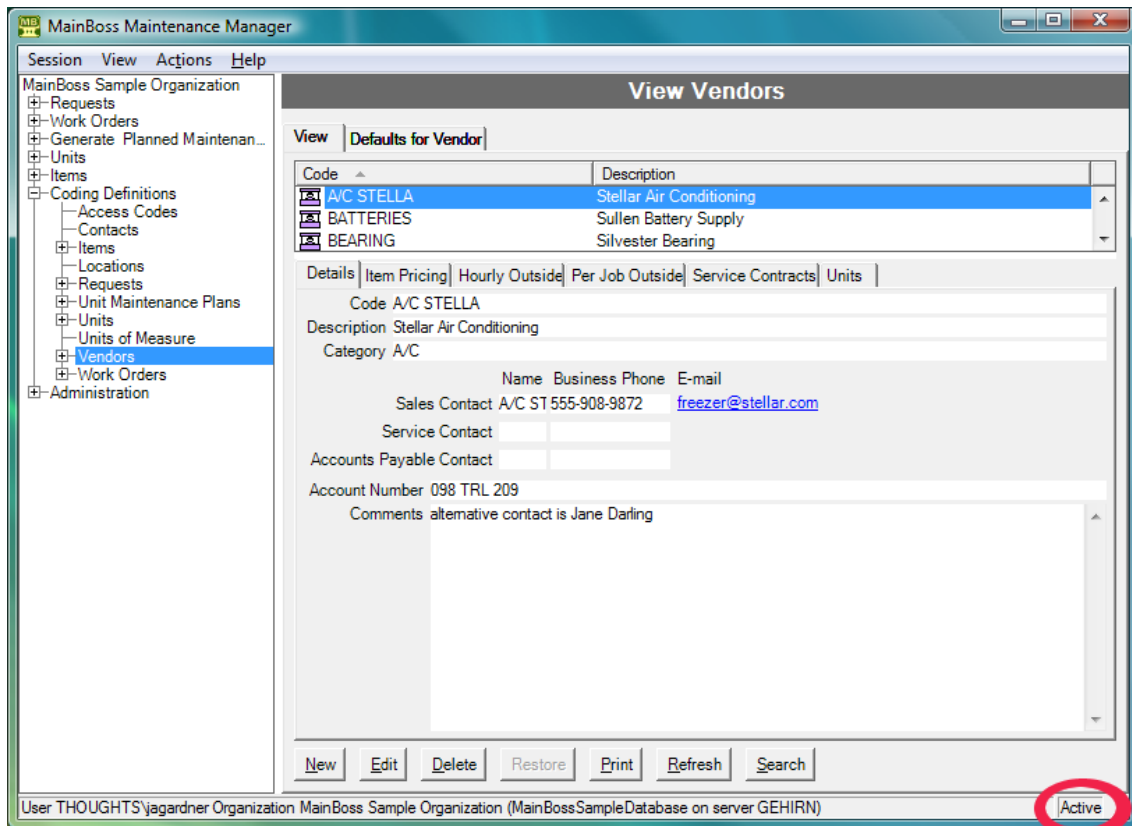 MainBoss Maintenance Manager
Session View Actions Help
MainBoss Sample Organization
Requests
Work Orders
Generate Planned Maintenan...
Units
Items
Coding Definitions
Access Codes
Contacts
Items
Locations
Requests
Unit Maintenance Plans
Units
Units of Measure
Vendors
Work Orders
Administration
View Vendors
View Defaults for Vendor
Code Description
A/C STELLA Stellar Air Conditioning
BATTERIES Sullen Battery Supply
BEARING Silvester Bearing
Details Item Pricing Hourly Outside Per Job Outside Service Contracts Units
Code A/C STELLA
Description Stellar Air Conditioning
Category A/C
Name Business Phone E-mail
Sales Contact A/C ST 555-908-9872 freezer@stellar.com
Service Contact
Accounts Payable Contact
Account Number 098 TRL 209
Comments alternative contact is Jane Darling
New Edit Delete Restore Print Refresh Search
User THOUGHTS\jagardner Organization MainBoss Sample Organization (MainBossSampleDatabase on server GEHIRN) Active